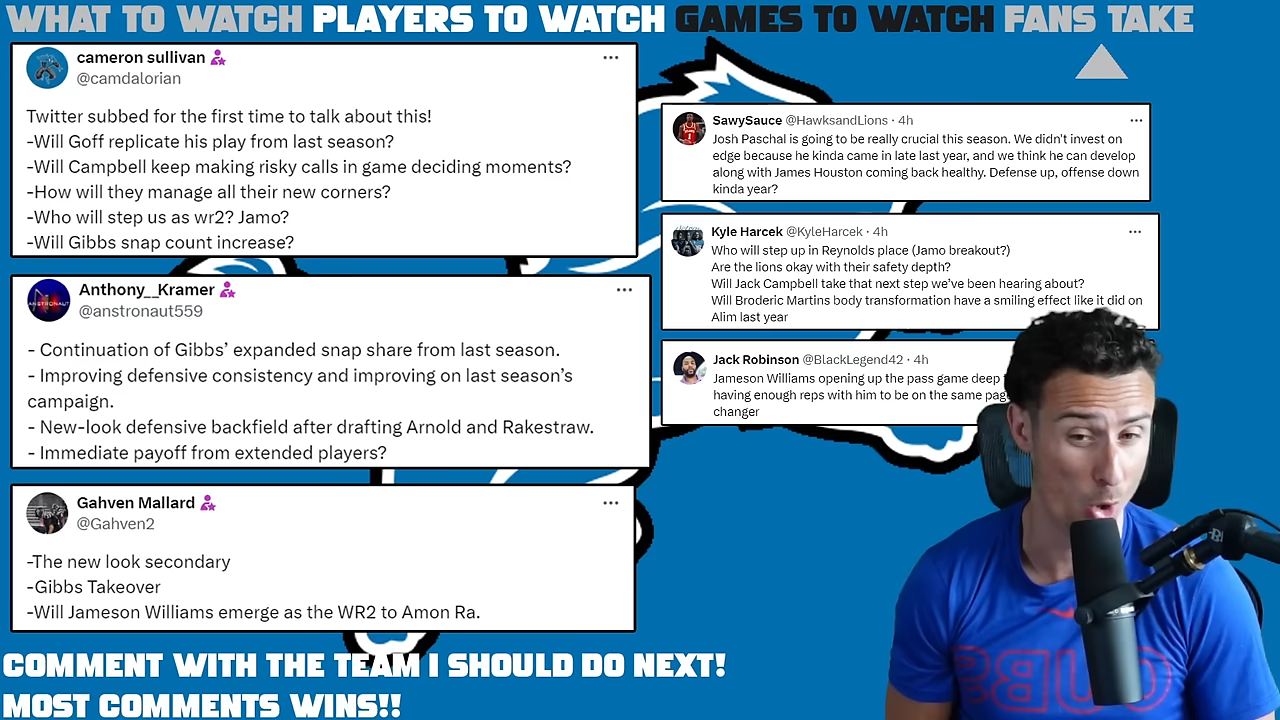 WHAT TO WATCH PLAYERS TO WATCH GAMES TO WATCH FANS TAKE
cameron sullivan
@camdalorian
Twitter subbed for the first time to talk about this!
-Will Goff replicate his play from last season?
-Will Campbell keep making risky calls in game deciding moments?
-How will they manage all their new corners?
-Who will step us as wr2? Jamo?
-Will Gibbs snap count increase?
Anthony__Kramer
@anstronaut559
- Continuation of Gibbs’ expanded snap share from last season.
- Improving defensive consistency and improving on last season’s
campaign.
- New-look defensive backfield after drafting Arnold and Rakestraw.
- Immediate payoff from extended players?
Gahven Mallard
@Gahven2
-The new look secondary
-Gibbs Takeover
-Will Jameson Williams emerge as the WR2 to Amon Ra.
SawySauce @HawksandLions · 4h
Josh Paschal is going to be really crucial this season. We didn't invest on
edge because he kinda came in late last year, and we think he can develop
along with James Houston coming back healthy. Defense up, offense down
kinda year?
Kyle Harcek @KyleHarcek · 4h
Who will step up in Reynolds place (Jamo breakout?)
Are the lions okay with their safety depth?
Will Jack Campbell take that next step we’ve been hearing about?
Will Broderic Martins body transformation have a smiling effect like it did on
Alim last year
Jack Robinson @BlackLegend42 · 4h
Jameson Williams opening up the pass game deep
having enough reps with him to be on the same
changer
COMMENT WITH THE TEAM I SHOULD DO NEXT!
MOST COMMENTS WINS!!